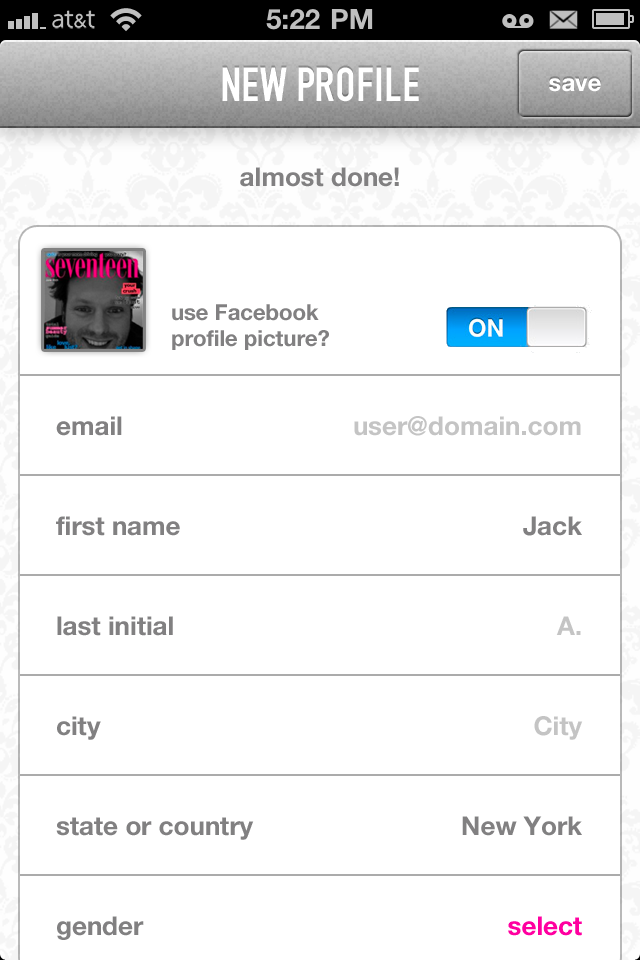 at&t 5:22 PM
NEW PROFILE
save
almost done!
seventeen
use Facebook
profile picture?
ON
email user@domain.com
first name Jack
last initial A.
city City
state or country New York
gender select